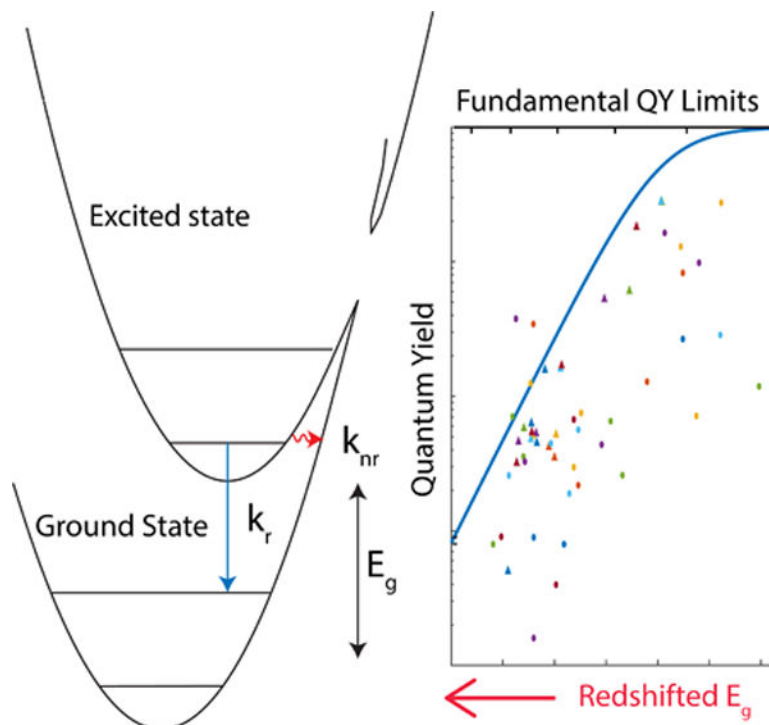 Excited state
k_nr
k_r
Ground State
E_g
Fundamental QY Limits
Quantum Yield
Redshifted E_g